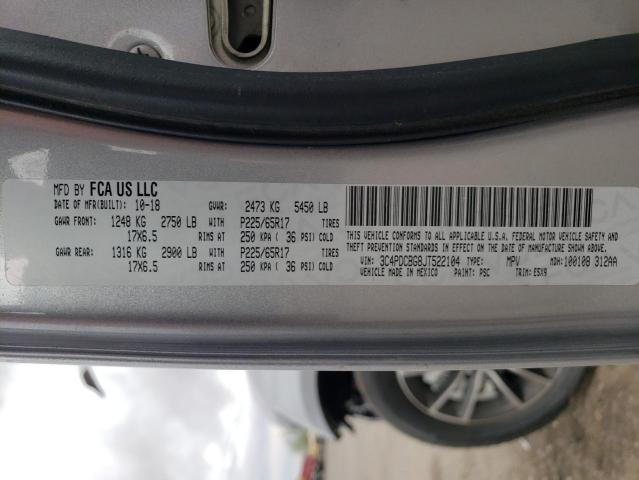 MFD BY FCA US LLC
DATE OF MFR(BUILT): 10-18 GVWR: 2473 KG 5450 LB
GAWR FRONT: 1248 KG 2750 LB WITH P225/65R17 TIRES
17X6.5 RIMS AT 250 KPA ( 36 PSI) COLD
GAWR REAR: 1316 KG 2900 LB WITH P225/65R17 TIRES
17X6.5 RIMS AT 250 KPA ( 36 PSI) COLD
THIS VEHICLE CONFORMS TO ALL APPLICABLE U.S.A. FEDERAL MOTOR VEHICLE SAFETY AND
THEFT PREVENTION STANDARDS IN EFFECT ON THE DATE OF MANUFACTURE SHOWN ABOVE.
VIN: 3C4PDCBG8JT522104 TYPE: MPV MDH: 100108 312AA
VEHICLE MADE IN MEXICO PAINT: PSC TRIM: E5X9